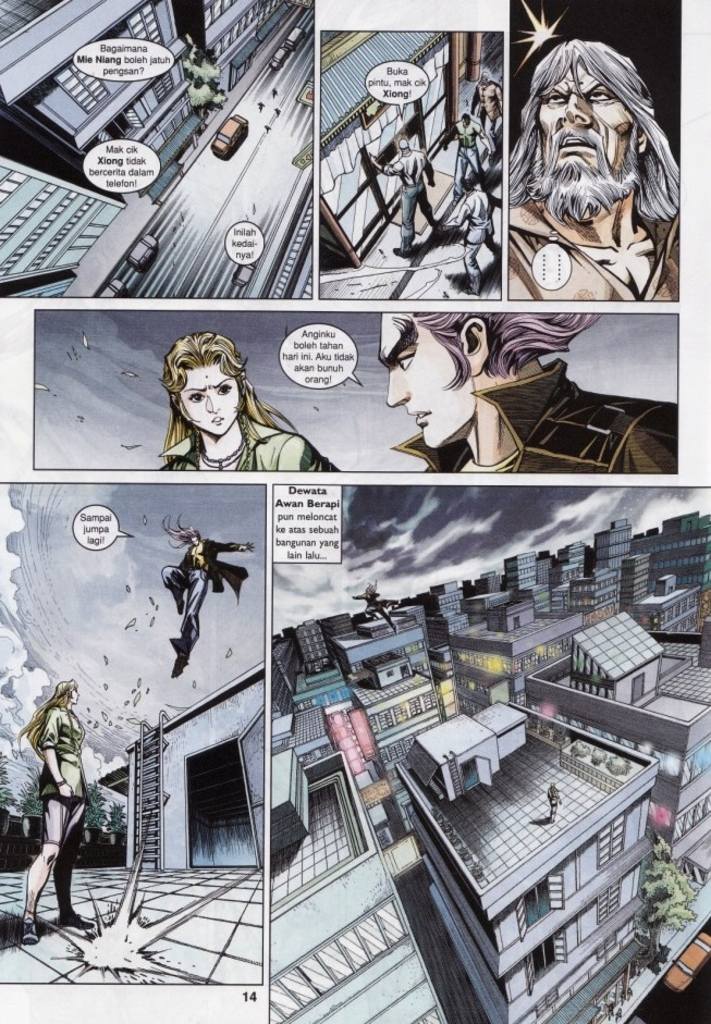 Bagaimana
Mie Niang boleh jatuh
pengsan?
Mak cik
Xiong tidak
bercerita dalam
telefon!
Inilah
kedai-
nya!
Buka
pintu, mak cik
Xiong!
Anginku
boleh tahan
hari ini. Aku tidak
akan bunuh
orang!
Sampai
jumpa
lagi!
Dewata
Awan Berapi
pun meloncat
ke atas sebuah
bangunan yang
lain lalu...
14